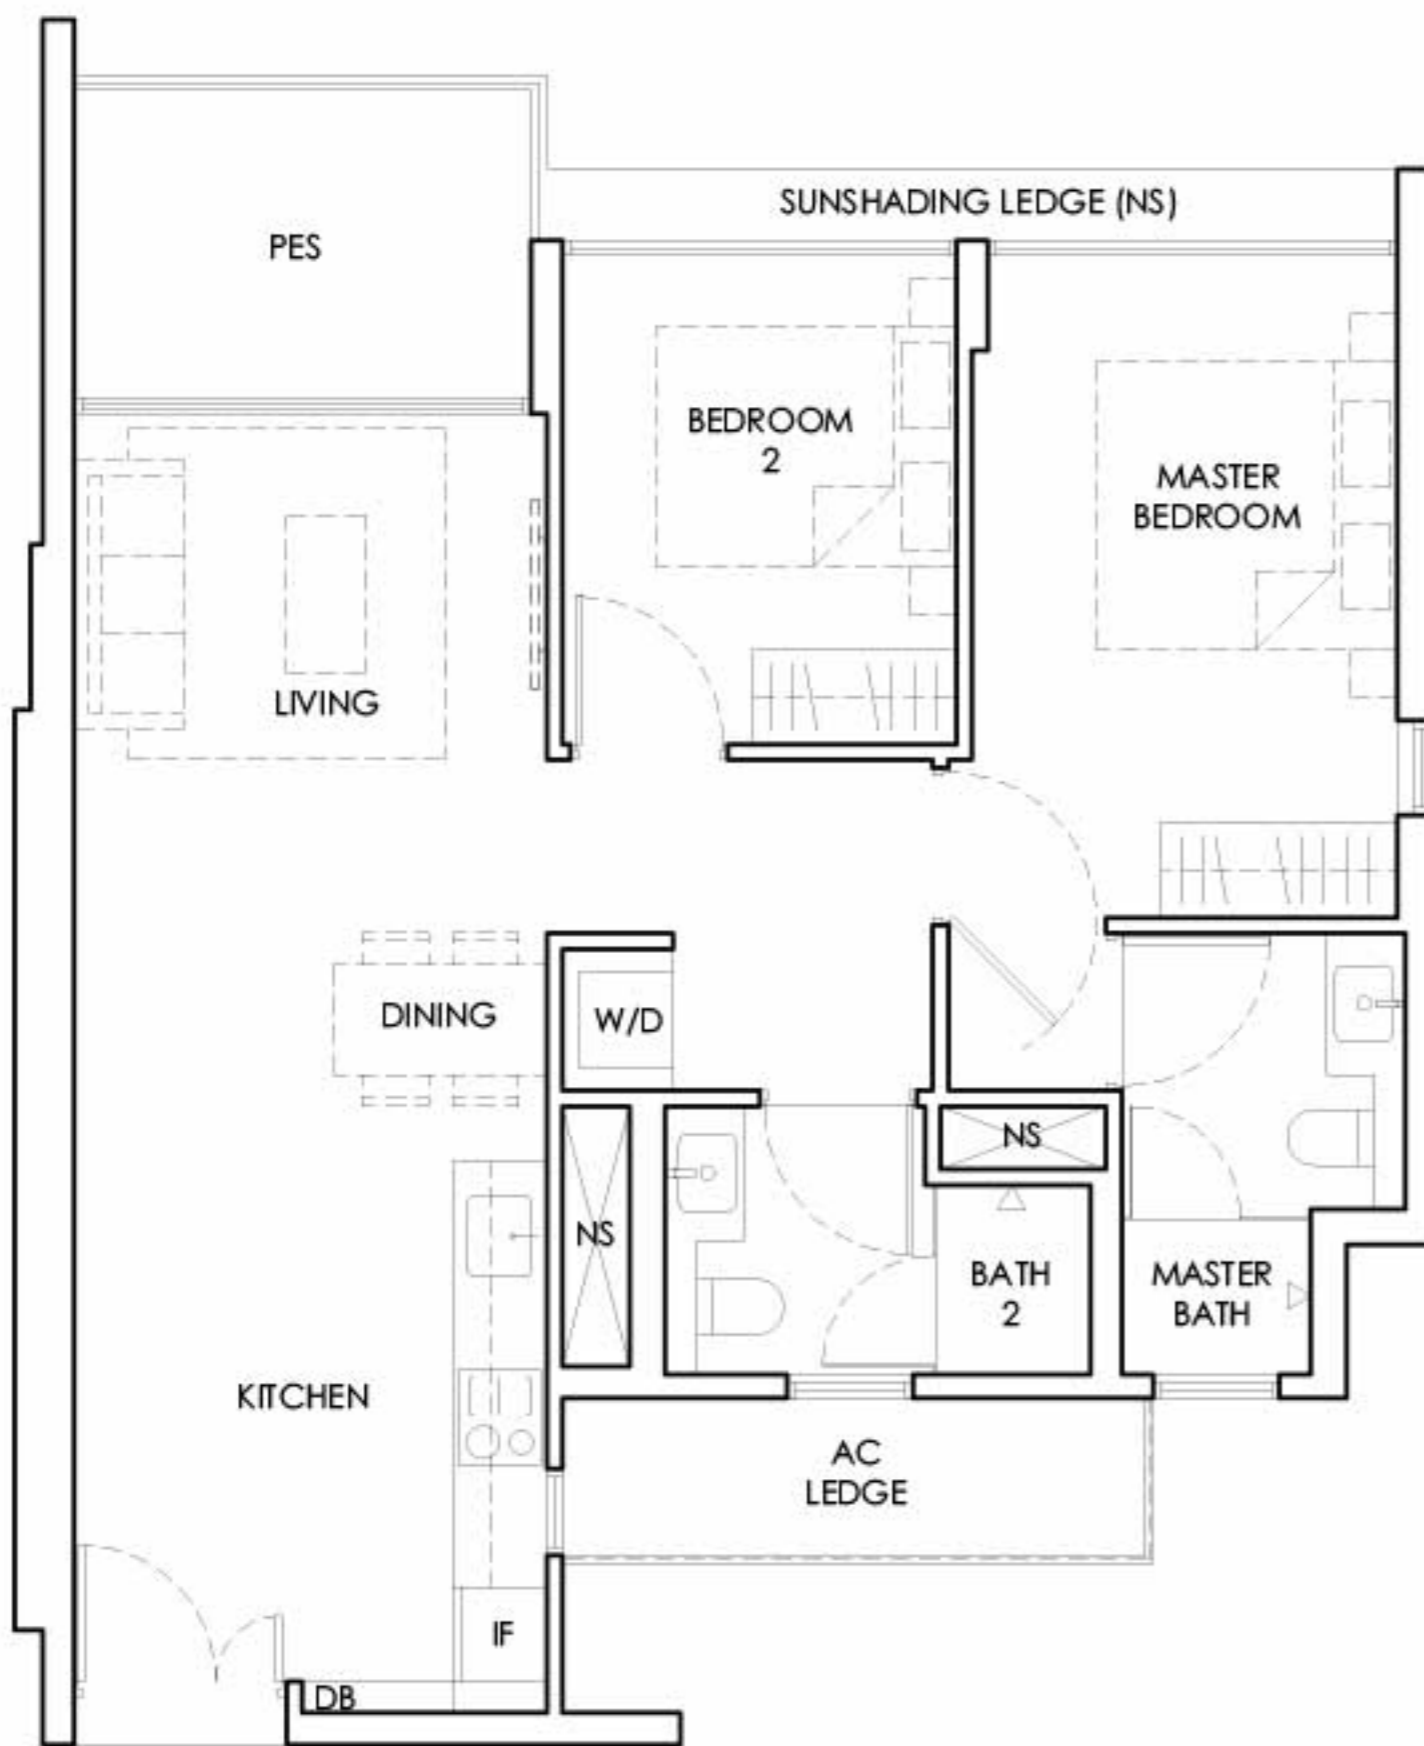 SUNSHADING LEDGE (NS)
PES
BEDROOM
2
MASTER
BEDROOM
LIVING
DINING
W/D
NS
NS
BATH
2
MASTER
BATH
KITCHEN
AC
LEDGE
IF
DB